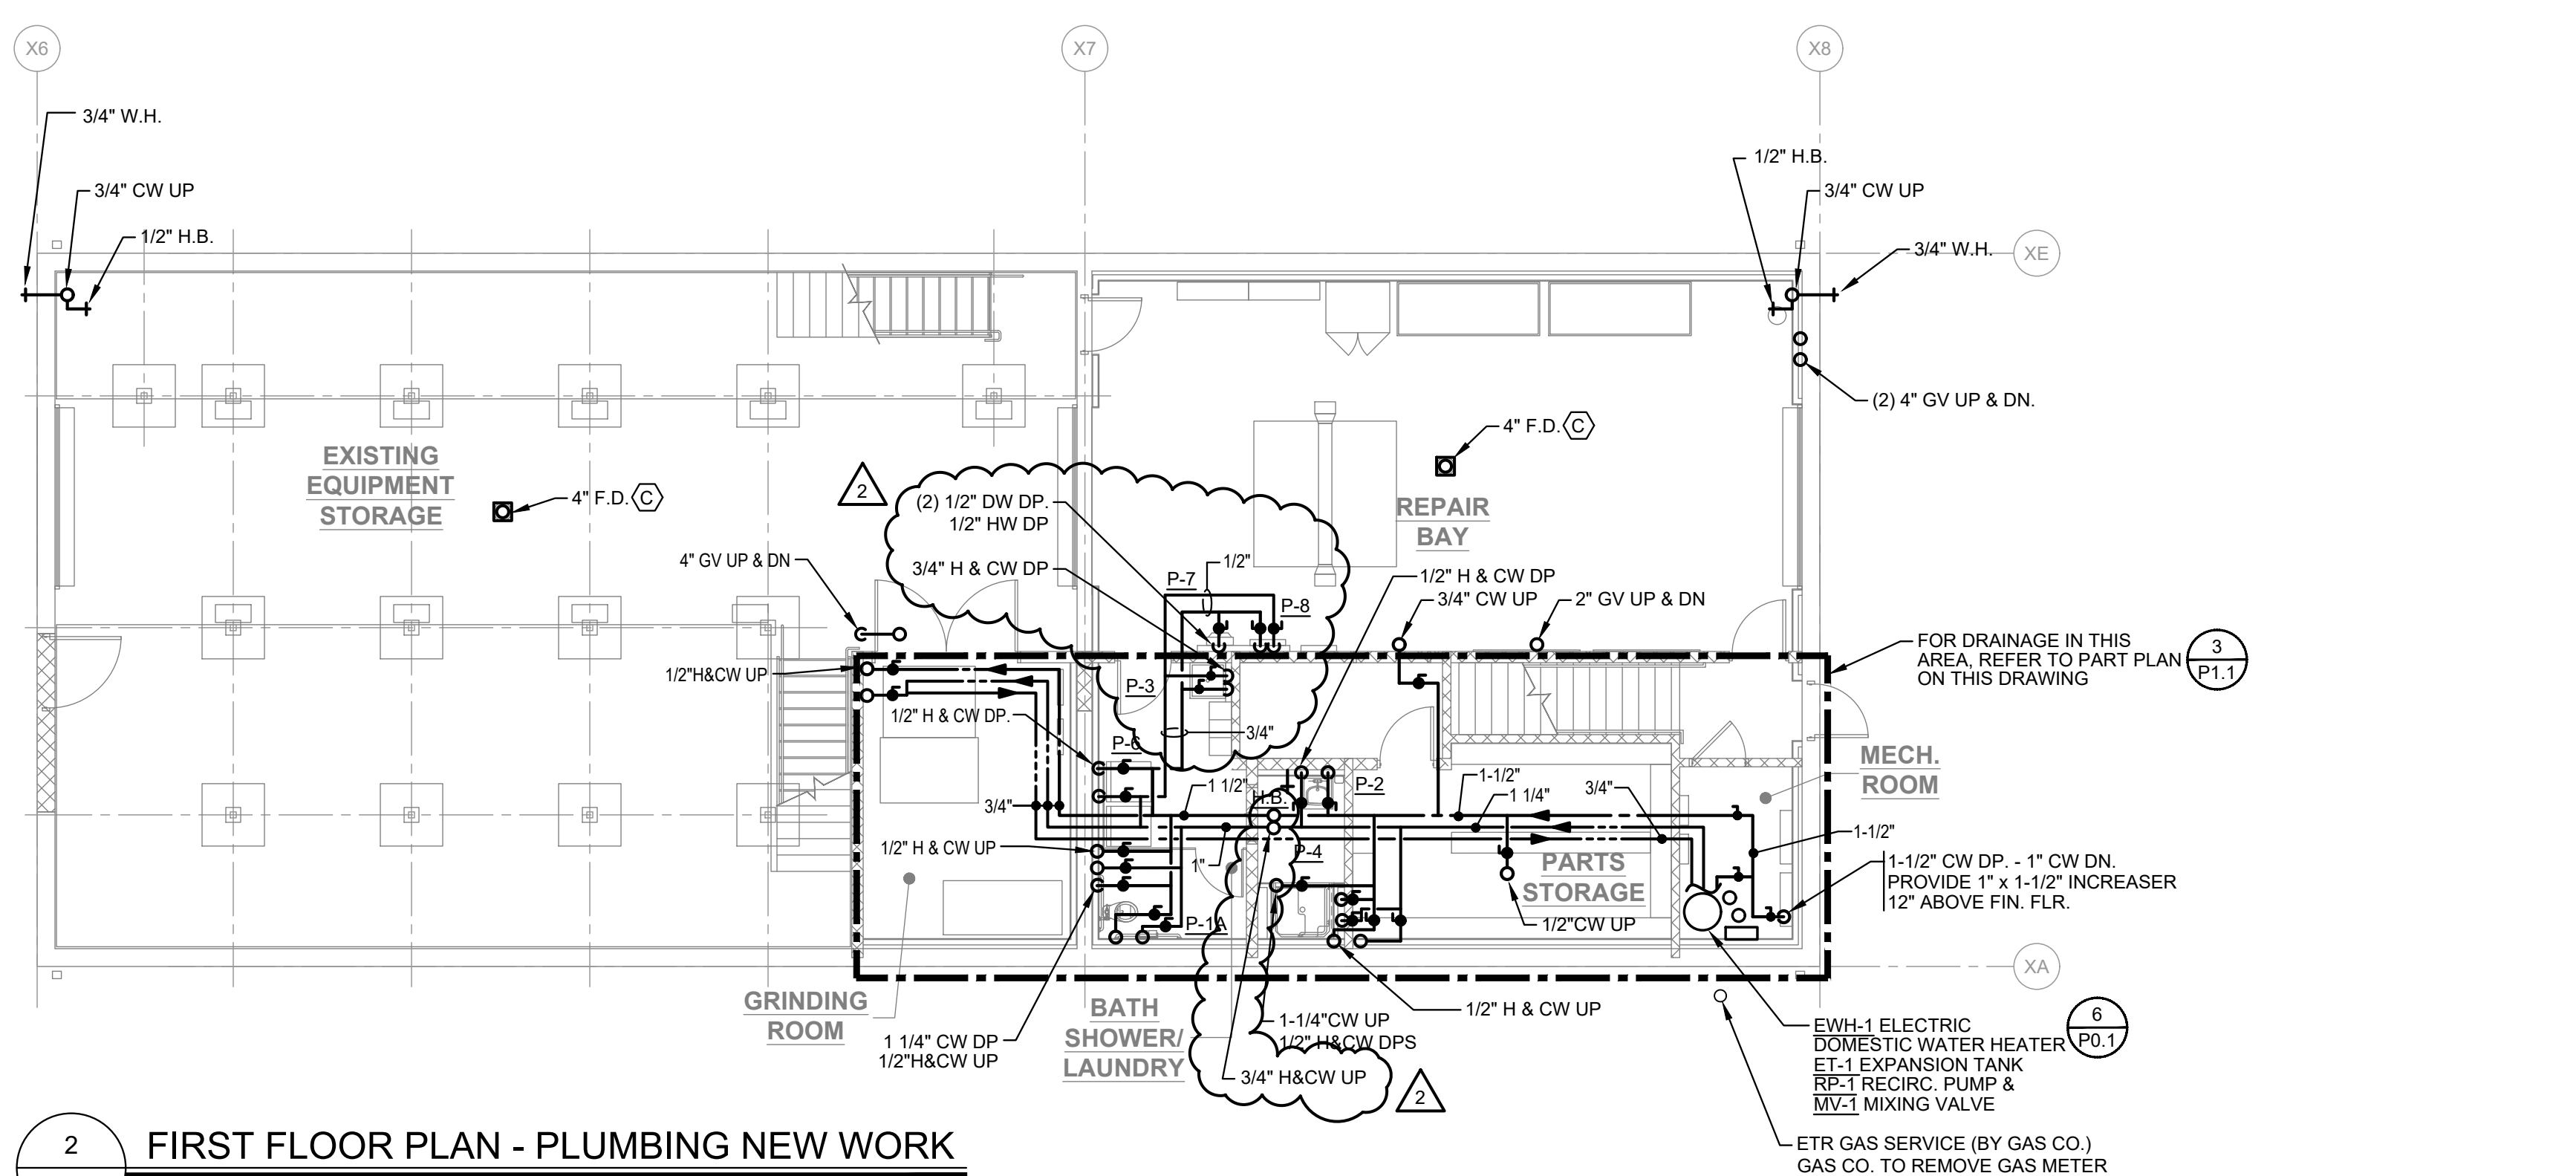 X6
X7
X8
3/4" W.H.
3/4" CW UP
1/2" H.B.
1/2" H.B.
3/4" CW UP
3/4" W.H.
XE
(2) 4" GV UP & DN.
4" F.D. C
EXISTING
EQUIPMENT
STORAGE
4" F.D. C
2
(2) 1/2" DW DP.
1/2" HW DP
REPAIR
BAY
4" GV UP & DN
3/4" H & CW DP
1/2"
P-7
P-8
1/2" H & CW DP
3/4" CW UP
2" GV UP & DN
FOR DRAINAGE IN THIS
AREA, REFER TO PART PLAN
ON THIS DRAWING
3
P1.1
1/2"H&CW UP
P-3
1/2" H & CW DP.
3/4"
P-6
MECH.
ROOM
3/4"
1 1/2"
H.B.
P-2
1-1/2"
1 1/4"
3/4"
1-1/2"
1/2" H & CW UP
1"
P-4
PARTS
STORAGE
1-1/2" CW DP. - 1" CW DN.
PROVIDE 1" x 1-1/2" INCREASER
12" ABOVE FIN. FLR.
P-1A
1/2"CW UP
XA
GRINDING
ROOM
BATH
SHOWER/
LAUNDRY
1 1/4" CW DP
1/2"H&CW UP
1-1/4"CW UP
1/2" H&CW DPS
1/2" H & CW UP
3/4" H&CW UP
2
EWH-1 ELECTRIC
DOMESTIC WATER HEATER
ET-1 EXPANSION TANK
RP-1 RECIRC. PUMP &
MV-1 MIXING VALVE
6
P0.1
2
FIRST FLOOR PLAN - PLUMBING NEW WORK
ETR GAS SERVICE (BY GAS CO.)
GAS CO. TO REMOVE GAS METER